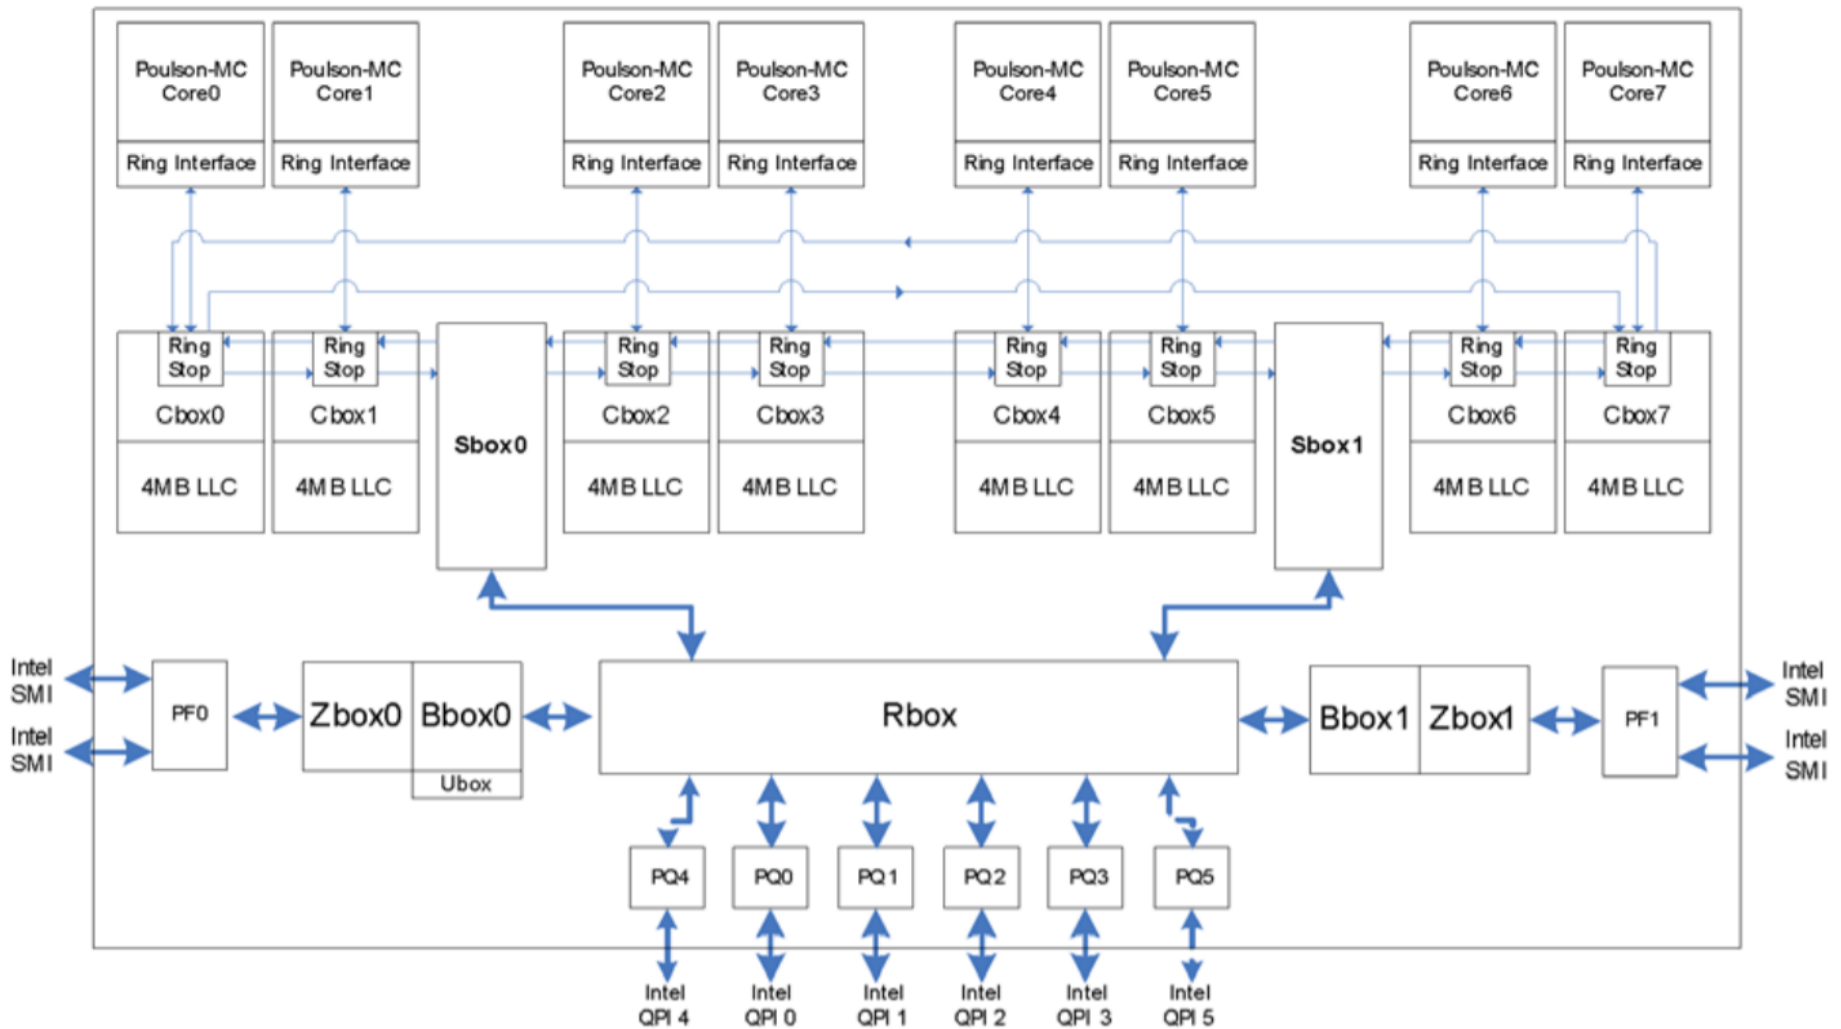 Poulson-MC
Core0
Poulson-MC
Core1
Poulson-MC
Core2
Poulson-MC
Core3
Poulson-MC
Core4
Poulson-MC
Core5
Poulson-MC
Core6
Poulson-MC
Core7
Ring Interface
Ring Interface
Ring Interface
Ring Interface
Ring Interface
Ring Interface
Ring Interface
Ring Interface
Ring
Stop
Cbox0
4MB LLC
Ring
Stop
Cbox1
4MB LLC
Sbox0
Ring
Stop
Cbox2
4MB LLC
Ring
Stop
Cbox3
4MB LLC
Ring
Stop
Cbox4
4MB LLC
Ring
Stop
Cbox5
4MB LLC
Sbox1
Ring
Stop
Cbox6
4MB LLC
Ring
Stop
Cbox7
4MB LLC
Intel
SMI
Intel
SMI
PF0
Zbox0
Bbox0
Ubox
Rbox
Bbox1
Zbox1
PF1
Intel
SMI
Intel
SMI
PQ4
PQ0
PQ1
PQ2
PQ3
PQ5
Intel
QPI 4
Intel
QPI 0
Intel
QPI 1
Intel
QPI 2
Intel
QPI 3
Intel
QPI 5